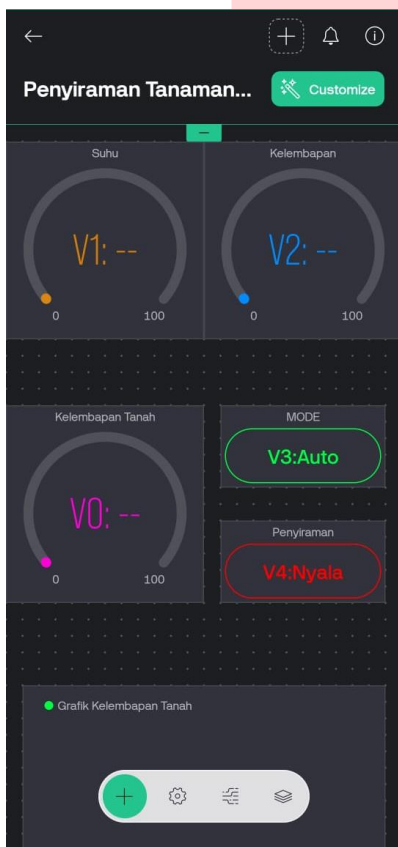 Penyiraman Tanaman...
Customize
Suhu
Kelembapan
V1: --
V2: --
0
100
0
100
Kelembapan Tanah
MODE
V3:Auto
V0: --
Penyiraman
V4:Nyala
0
100
Grafik Kelembapan Tanah